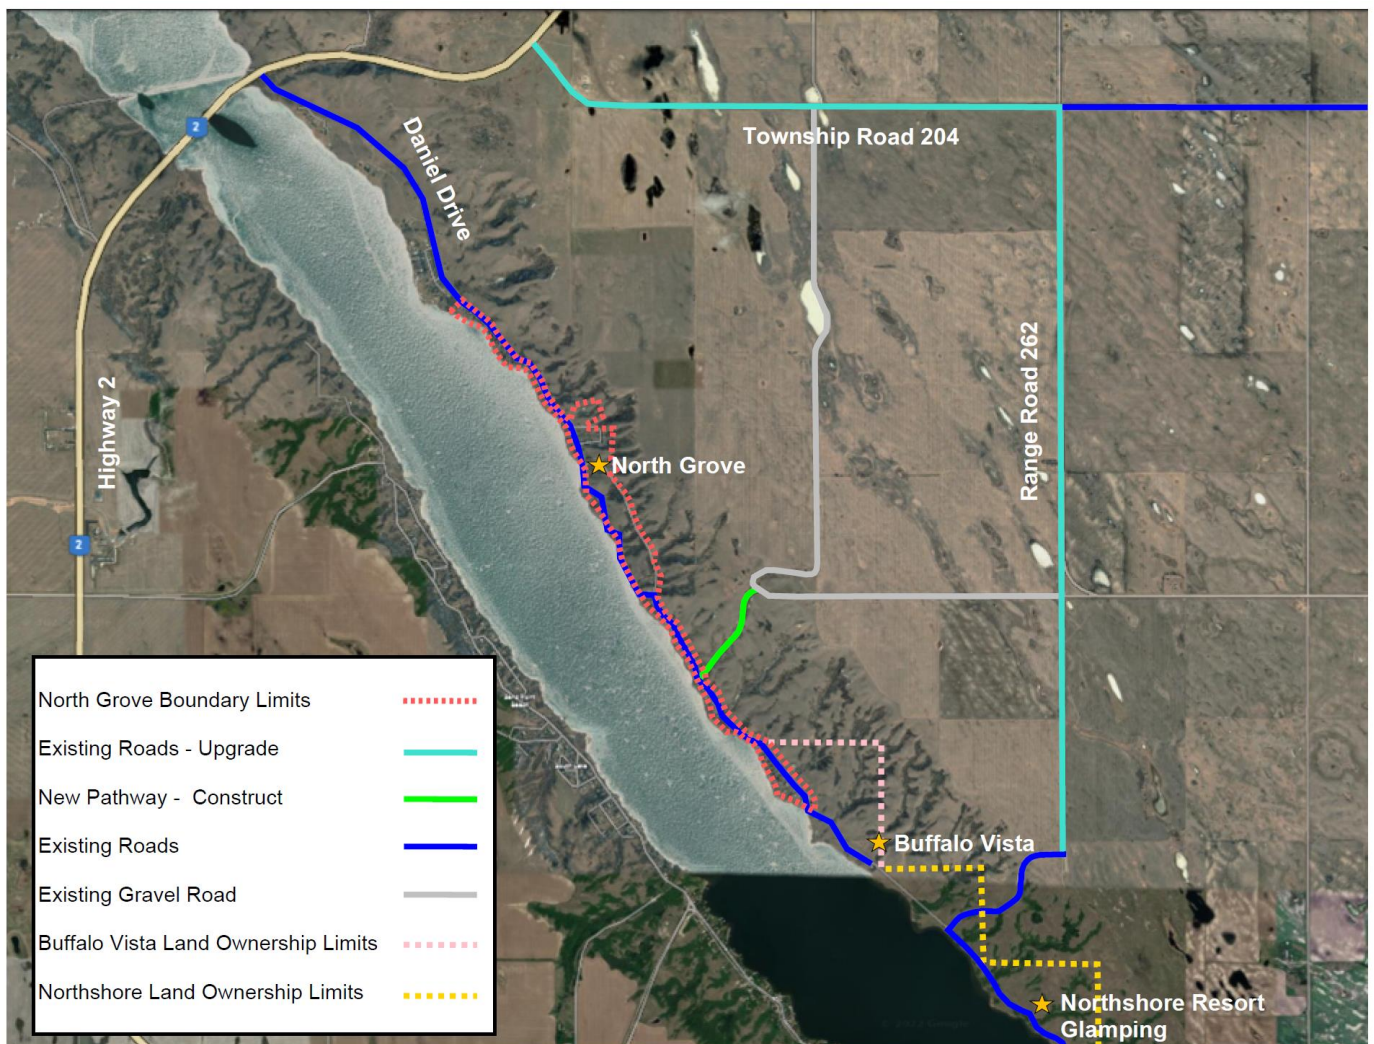 2
Daniel Drive
Township Road 204
Range Road 262
Highway 2
North Grove
2
North Grove Boundary Limits
Existing Roads - Upgrade
New Pathway - Construct
Existing Roads
Existing Gravel Road
Buffalo Vista Land Ownership Limits
Northshore Land Ownership Limits
Buffalo Vista
Northshore Resort
Glamping